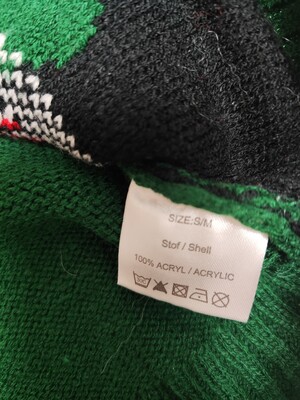 SIZE: S/M
Stof / Shell
100% ACRYL / ACRYLIC